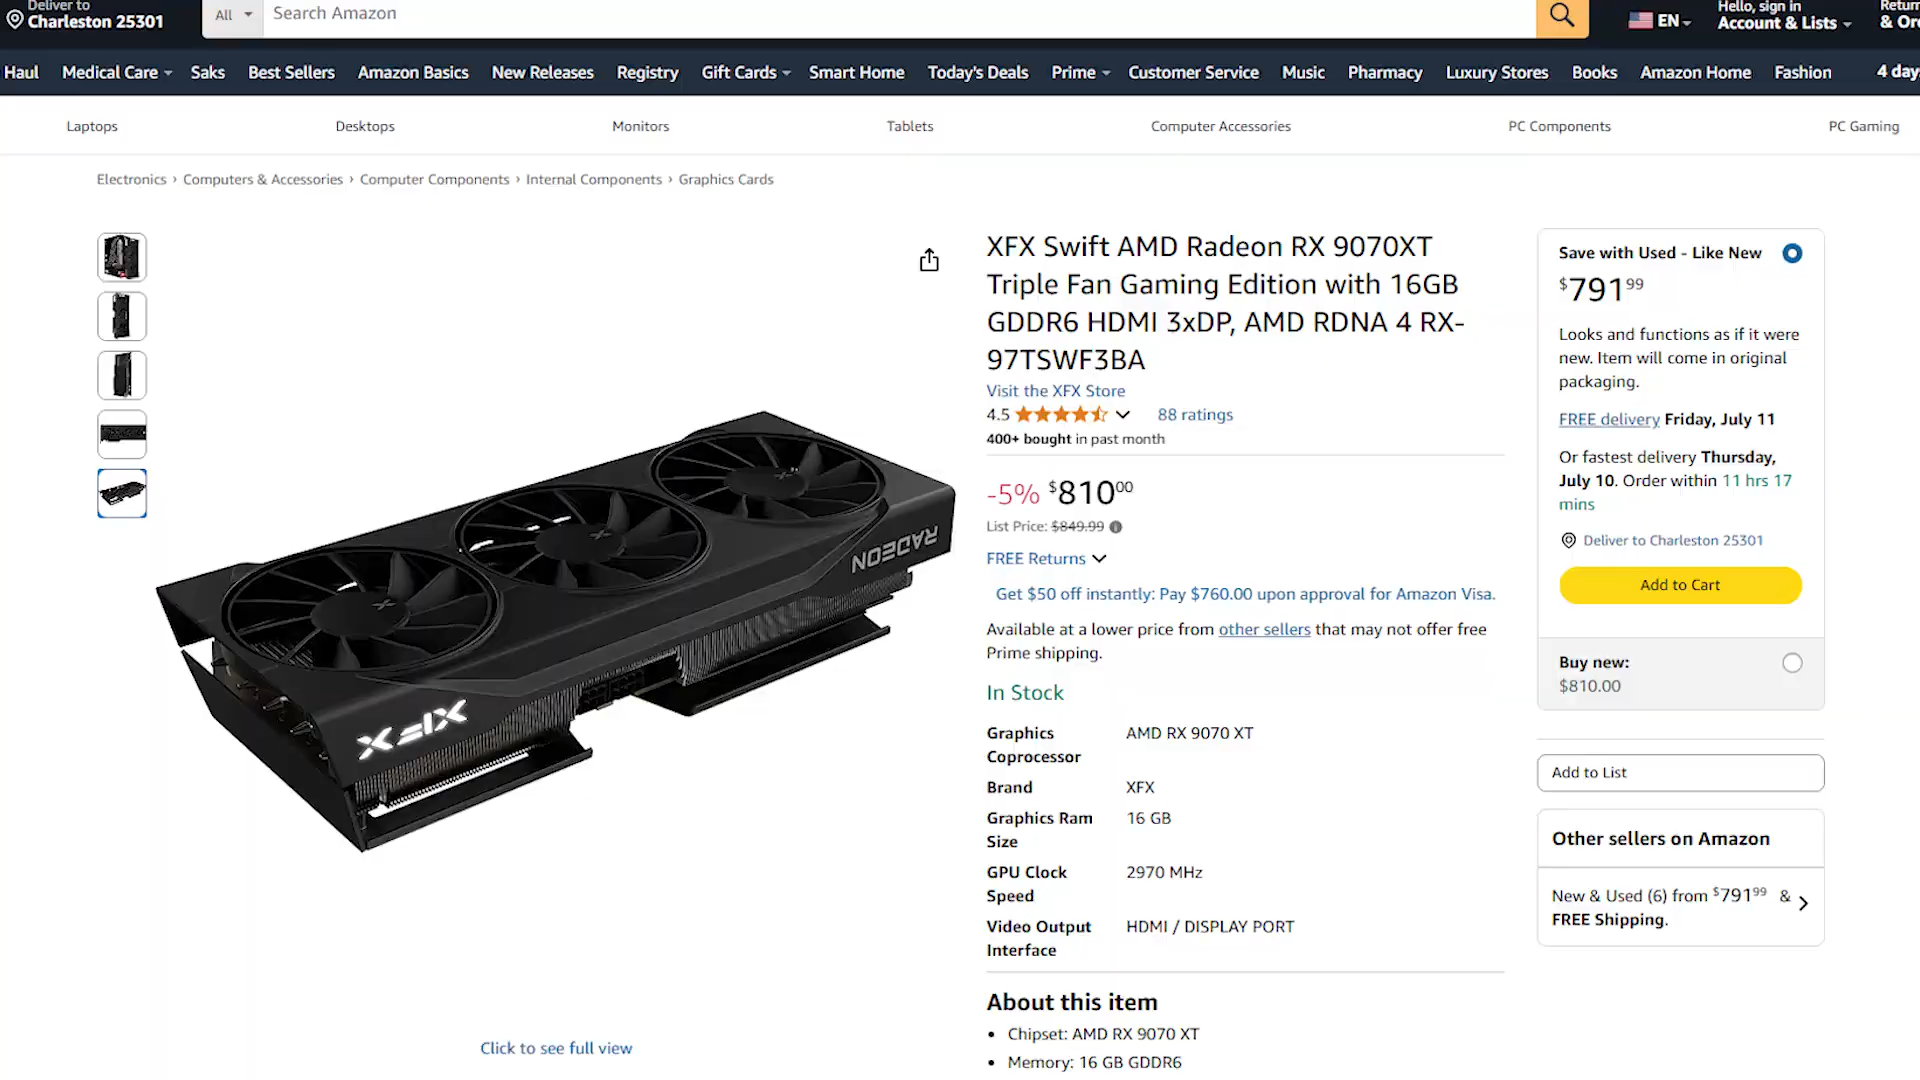 Deliver to
Charleston 25301
All
Search Amazon
EN
Hello, sign in
Account & Lists
Haul
Medical Care
Saks
Best Sellers
Amazon Basics
New Releases
Registry
Gift Cards
Smart Home
Today's Deals
Prime
Customer Service
Music
Pharmacy
Luxury Stores
Books
Amazon Home
Fashion
4 day
Laptops
Desktops
Monitors
Tablets
Computer Accessories
PC Components
PC Gaming
Electronics › Computers & Accessories › Computer Components › Internal Components › Graphics Cards
RADEON
XFX
Click to see full view
XFX Swift AMD Radeon RX 9070XT
Triple Fan Gaming Edition with 16GB
GDDR6 HDMI 3xDP, AMD RDNA 4 RX-
97TSWF3BA
Visit the XFX Store
4.5
88 ratings
400+ bought in past month
-5% $81000
List Price: $849.99
FREE Returns
Get $50 off instantly: Pay $760.00 upon approval for Amazon Visa.
Available at a lower price from other sellers that may not offer free
Prime shipping.
In Stock
Graphics
Coprocessor
AMD RX 9070 XT
Brand
XFX
Graphics Ram
Size
16 GB
GPU Clock
Speed
2970 MHz
Video Output
Interface
HDMI / DISPLAY PORT
About this item
• Chipset: AMD RX 9070 XT
• Memory: 16 GB GDDR6
Save with Used - Like New
$79199
Looks and functions as if it were
new. Item will come in original
packaging.
FREE delivery Friday, July 11
Or fastest delivery Thursday,
July 10. Order within 11 hrs 17
mins
Deliver to Charleston 25301
Add to Cart
Buy new:
$810.00
Add to List
Other sellers on Amazon
New & Used (6) from $79199 &
FREE Shipping.